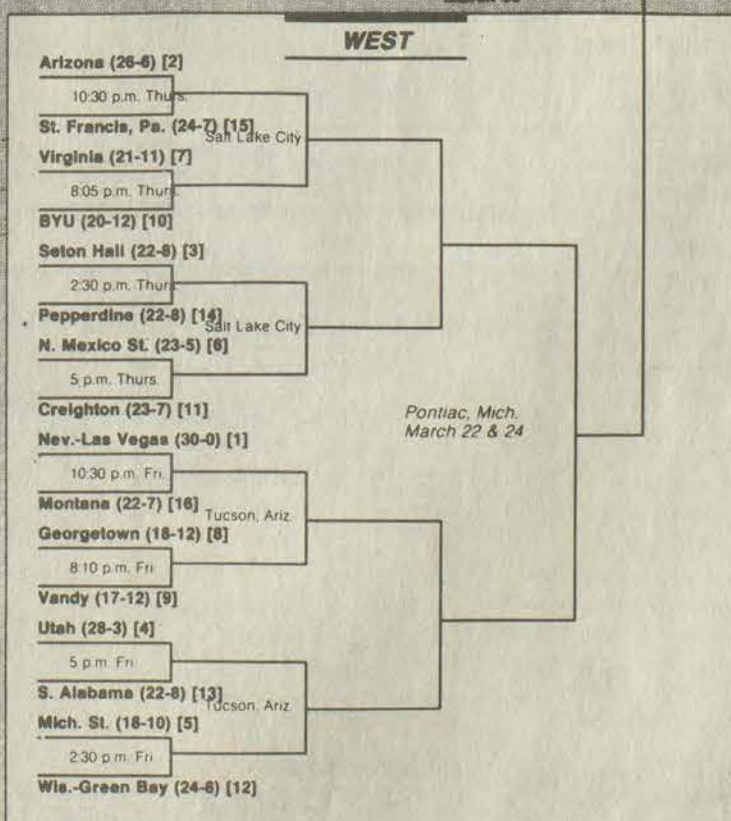 WEST
Arizona (26-6) [2]
10:30 p.m. Thurs.
St. Francis, Pa. (24-7) [15]
Salt Lake City
Virginia (21-11) [7]
8:05 p.m. Thurs.
BYU (20-12) [10]
Seton Hall (22-8) [3]
2:30 p.m. Thurs.
Pepperdine (22-8) [14]
Salt Lake City
N. Mexico St. (23-5) [6]
5 p.m. Thurs.
Creighton (23-7) [11]
Pontiac, Mich.
March 22 & 24
Nev.-Las Vegas (30-0) [1]
10:30 p.m. Fri.
Montana (22-7) [16]
Tucson, Ariz.
Georgetown (18-12) [8]
8:10 p.m. Fri.
Vandy (17-12) [9]
Utah (28-3) [4]
5 p.m. Fri.
S. Alabama (22-8) [13]
Tucson, Ariz.
Mich. St. (18-10) [5]
2:30 p.m. Fri.
Wis.-Green Bay (24-6) [12]